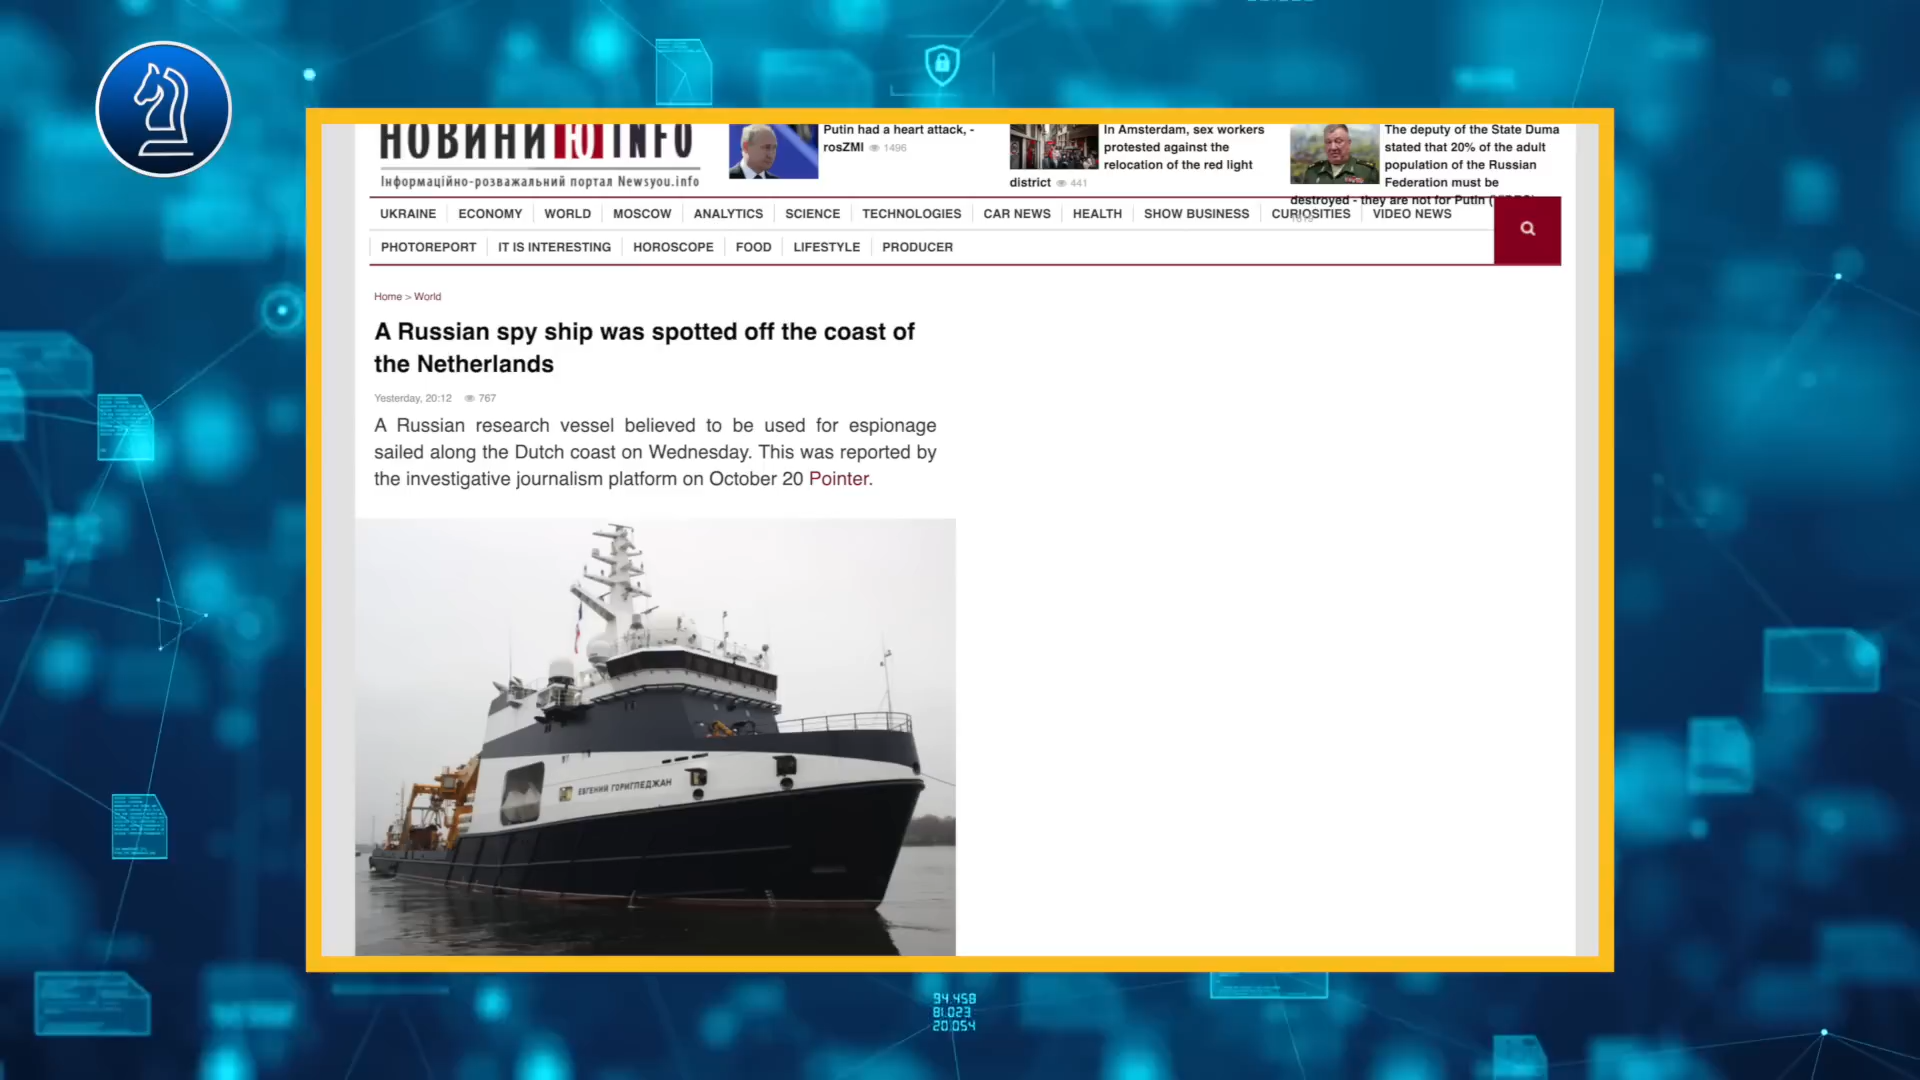 НОВИНИ Ю INFO
Інформаційно-розважальний портал Newsyou.info
Putin had a heart attack, -
rosZMI 1496
In Amsterdam, sex workers
protested against the
relocation of the red light
district 441
The deputy of the State Duma
stated that 20% of the adult
population of the Russian
Federation must be
destroyed - they are not for Putin
UKRAINE ECONOMY WORLD MOSCOW ANALYTICS SCIENCE TECHNOLOGIES CAR NEWS HEALTH SHOW BUSINESS CURIOSITIES VIDEO NEWS
PHOTOREPORT IT IS INTERESTING HOROSCOPE FOOD LIFESTYLE PRODUCER
Home > World
A Russian spy ship was spotted off the coast of
the Netherlands
Yesterday, 20:12 767
A Russian research vessel believed to be used for espionage
sailed along the Dutch coast on Wednesday. This was reported by
the investigative journalism platform on October 20 Pointer.
ЕВГЕНИЙ ГОРИГЛЕДЖАН
94.458
81.023
20.054